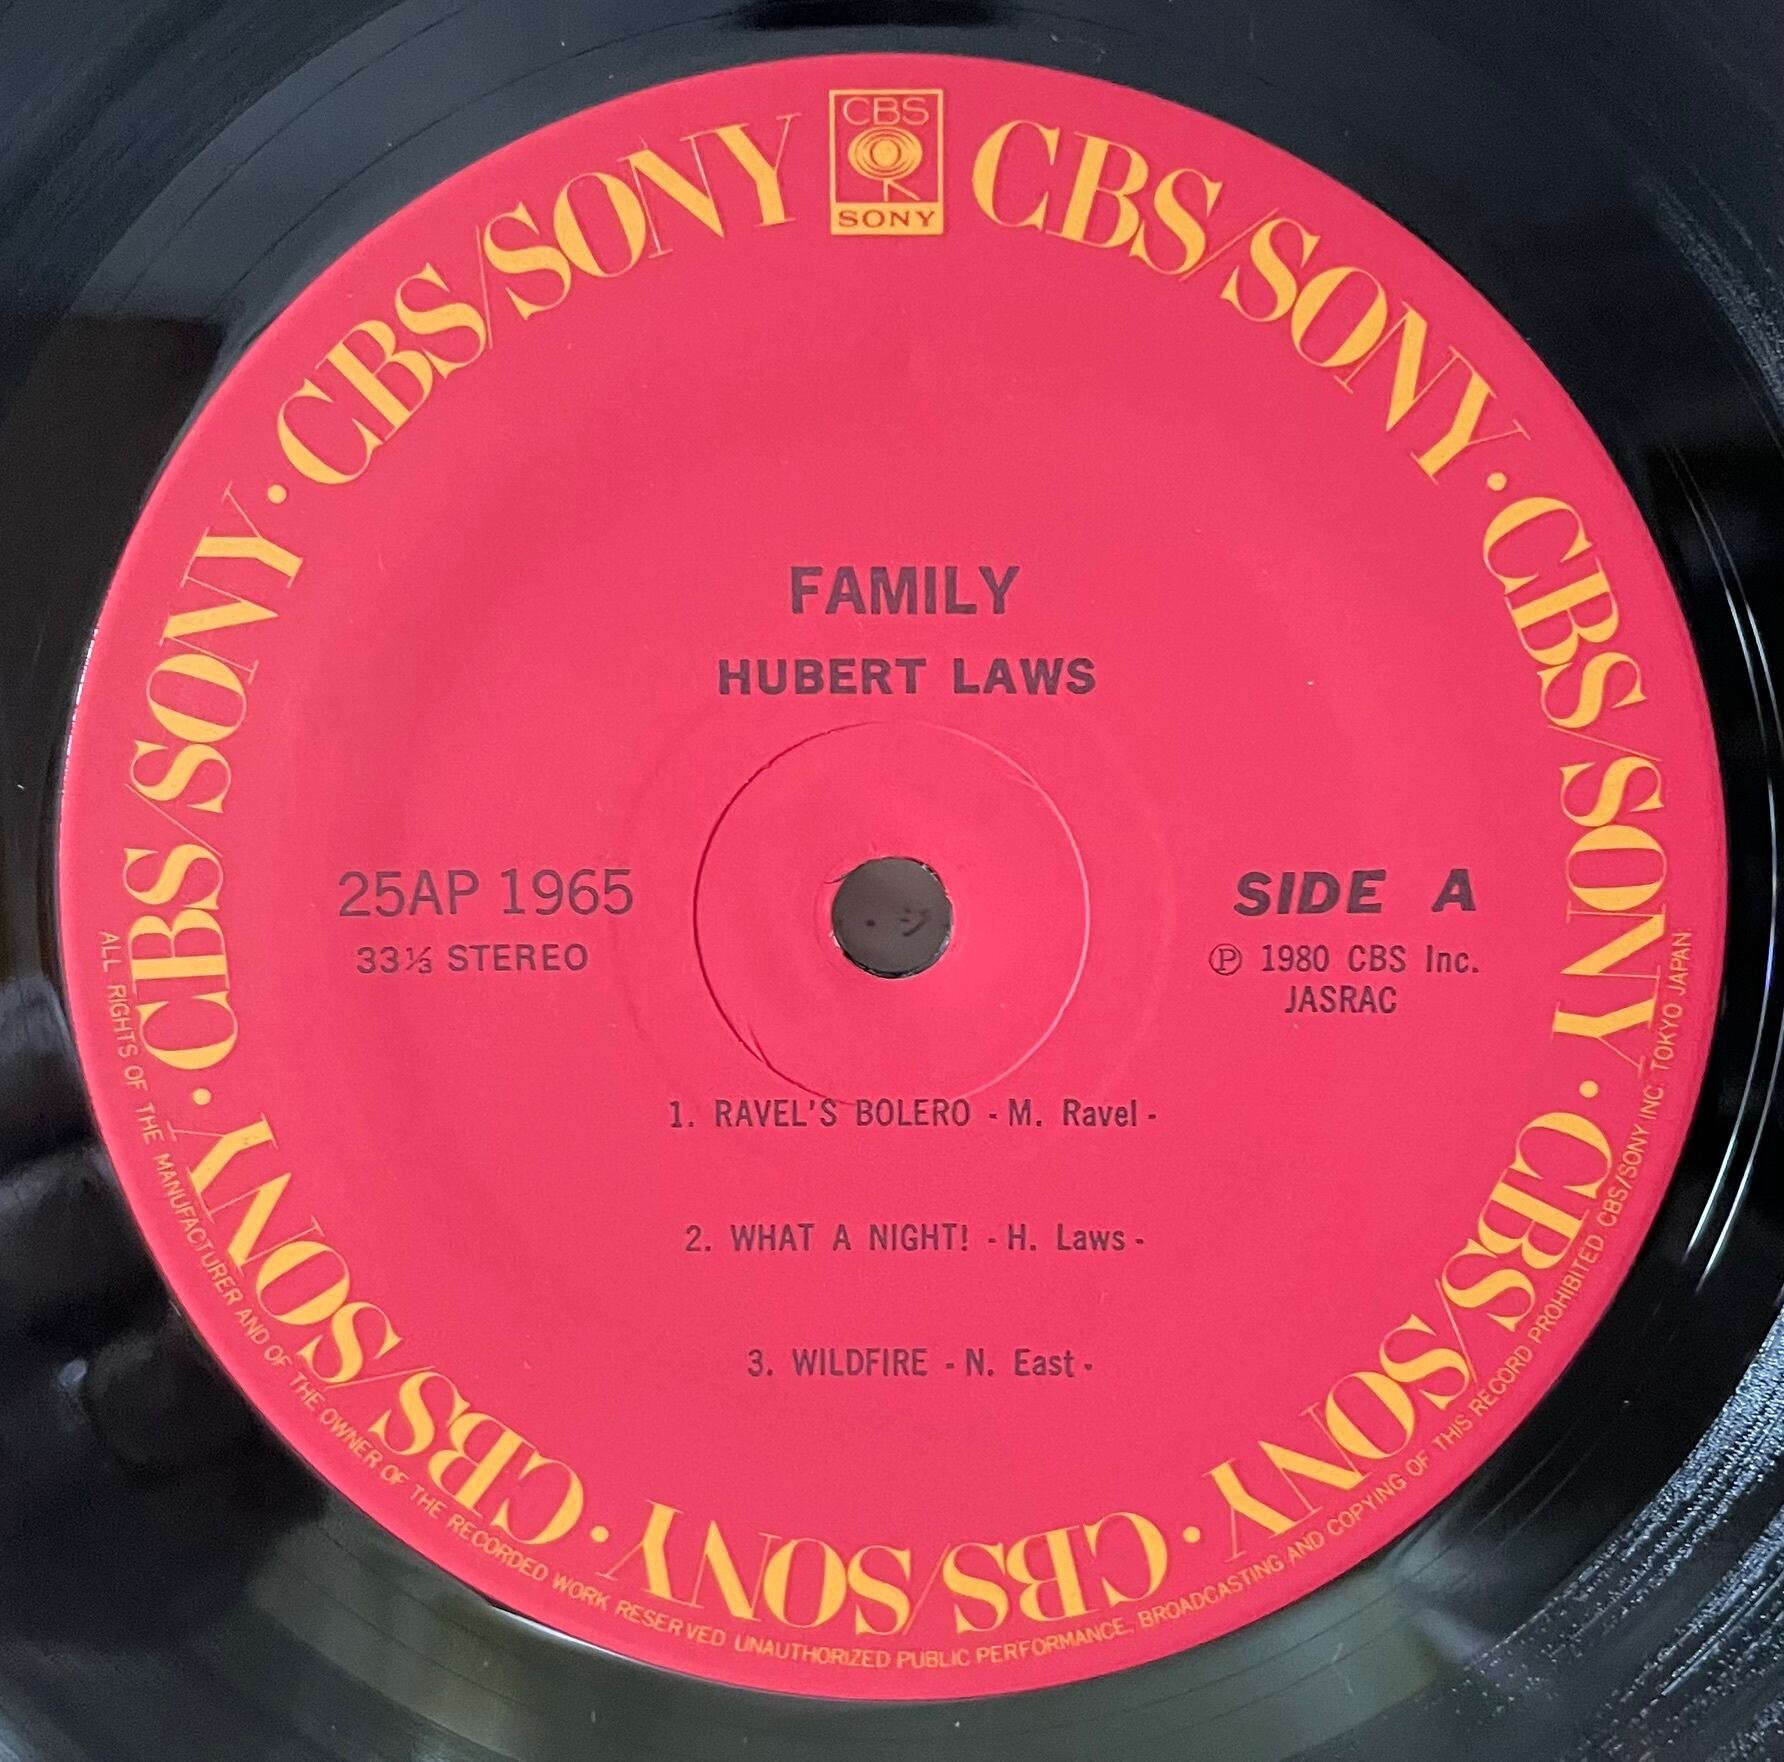 CBS
SONY
CBS/SONY · CBS/SONY · CBS/SONY · CBS/SONY · CBS/SONY · CBS/SONY · CBS/SONY
FAMILY
HUBERT LAWS
25AP 1965
33⅓ STEREO
SIDE A
Ⓟ 1980 CBS Inc.
JASRAC
1. RAVEL'S BOLERO - M. Ravel -
2. WHAT A NIGHT! - H. Laws -
3. WILDFIRE - N. East -
ALL RIGHTS OF THE MANUFACTURER AND OF THE OWNER OF THE RECORDED WORK RESERVED UNAUTHORIZED PUBLIC PERFORMANCE, BROADCASTING AND COPYING OF THIS RECORD PROHIBITED CBS/SONY INC. TOKYO JAPAN